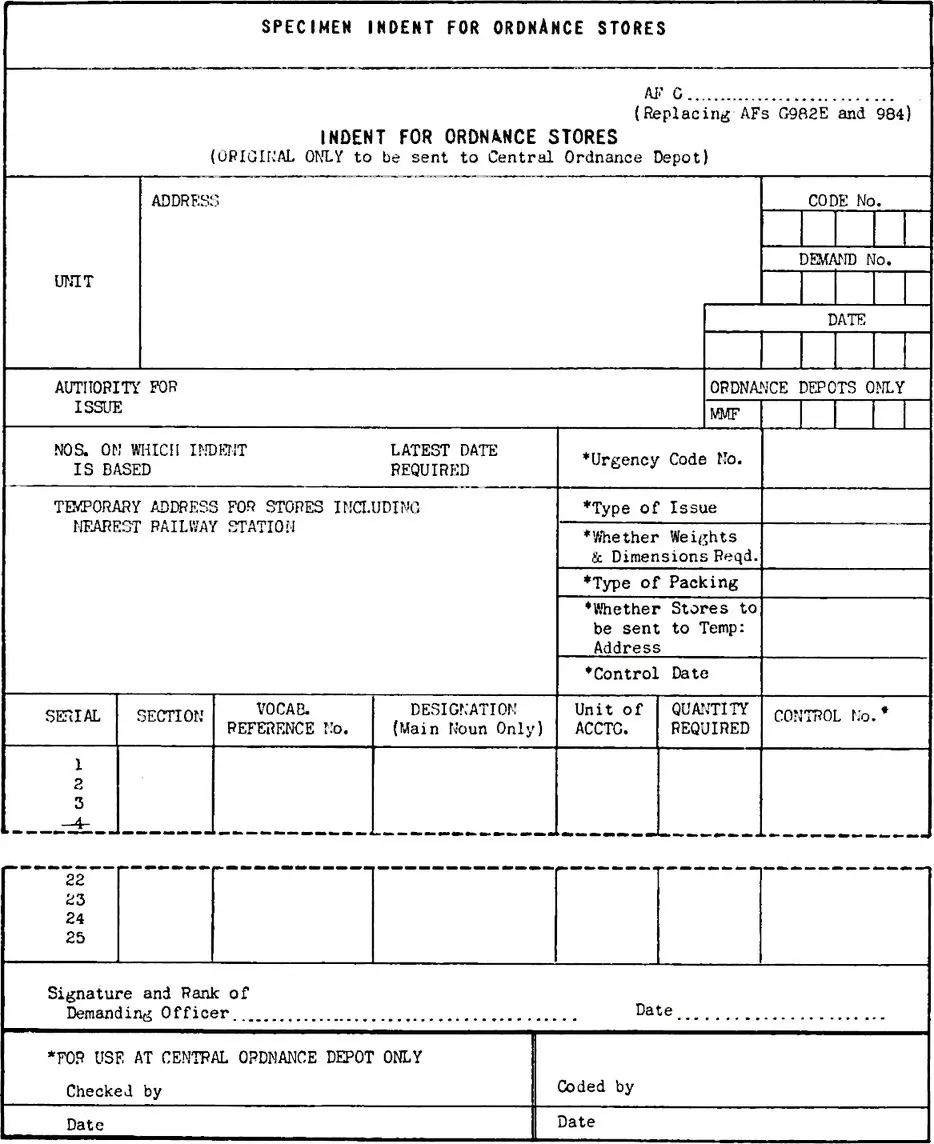 SPECIMEN INDENT FOR ORDNANCE STORES
AF G
(Replacing AFs G982E and 984)
INDENT FOR ORDNANCE STORES
(ORIGINAL ONLY to be sent to Central Ordnance Depot)
UNIT
ADDRESS
CODE No.
DEMAND No.
DATE
AUTHORITY FOR
ISSUE
ORDNANCE DEPOTS ONLY
MMF
NOS. ON WHICH INDENT
IS BASED
LATEST DATE
REQUIRED
*Urgency Code No.
TEMPORARY ADDRESS FOR STORES INCLUDING
NEAREST RAILWAY STATION
*Type of Issue
*Whether Weights
& Dimensions Reqd.
*Type of Packing
*Whether Stores to
be sent to Temp:
Address
*Control Date
SERIAL
SECTION
VOCAB.
REFERENCE No.
DESIGNATION
(Main Noun Only)
Unit of
ACCTG.
QUANTITY
REQUIRED
CONTROL No.*
1
2
3
4
22
23
24
25
Signature and Rank of
Demanding Officer
Date
*FOR USE AT CENTRAL ORDNANCE DEPOT ONLY
Checked by
Coded by
Date
Date